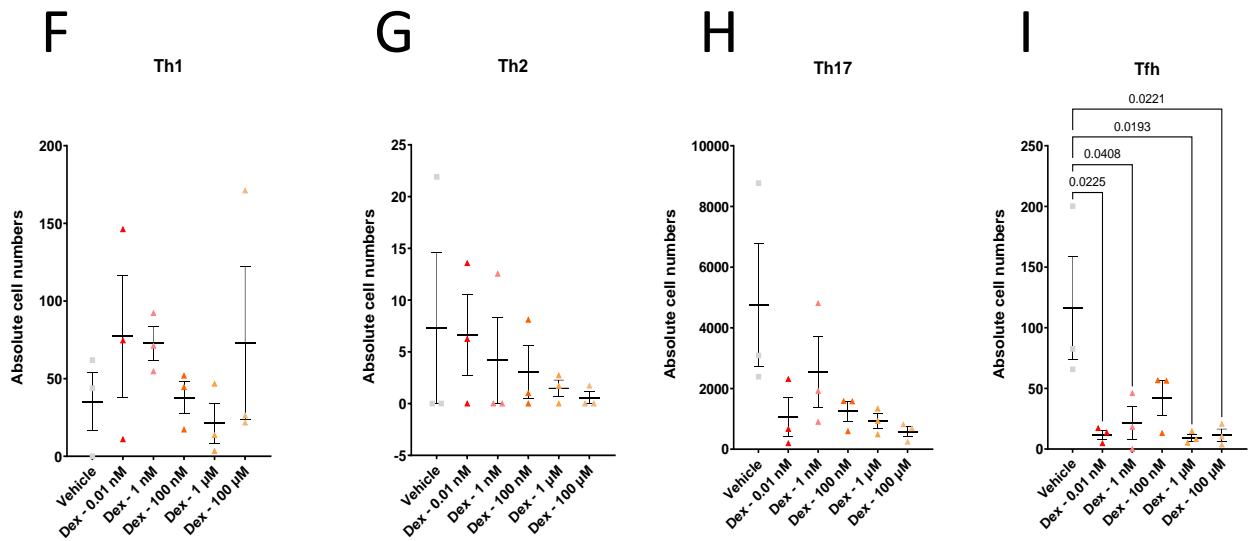 F
Th1
Absolute cell numbers
200
150
100
50
0
Vehicle
Dex - 0.01 nM
Dex - 1 nM
Dex - 100 nM
Dex - 1 µM
Dex - 100 µM
G
Th2
Absolute cell numbers
25
20
15
10
5
0
-5
Vehicle
Dex - 0.01 nM
Dex - 1 nM
Dex - 100 nM
Dex - 1 µM
Dex - 100 µM
H
Th17
Absolute cell numbers
10000
8000
6000
4000
2000
0
Vehicle
Dex - 0.01 nM
Dex - 1 nM
Dex - 100 nM
Dex - 1 µM
Dex - 100 µM
I
Tfh
0.0221
0.0193
0.0408
0.0225
Absolute cell numbers
250
200
150
100
50
0
Vehicle
Dex - 0.01 nM
Dex - 1 nM
Dex - 100 nM
Dex - 1 µM
Dex - 100 µM